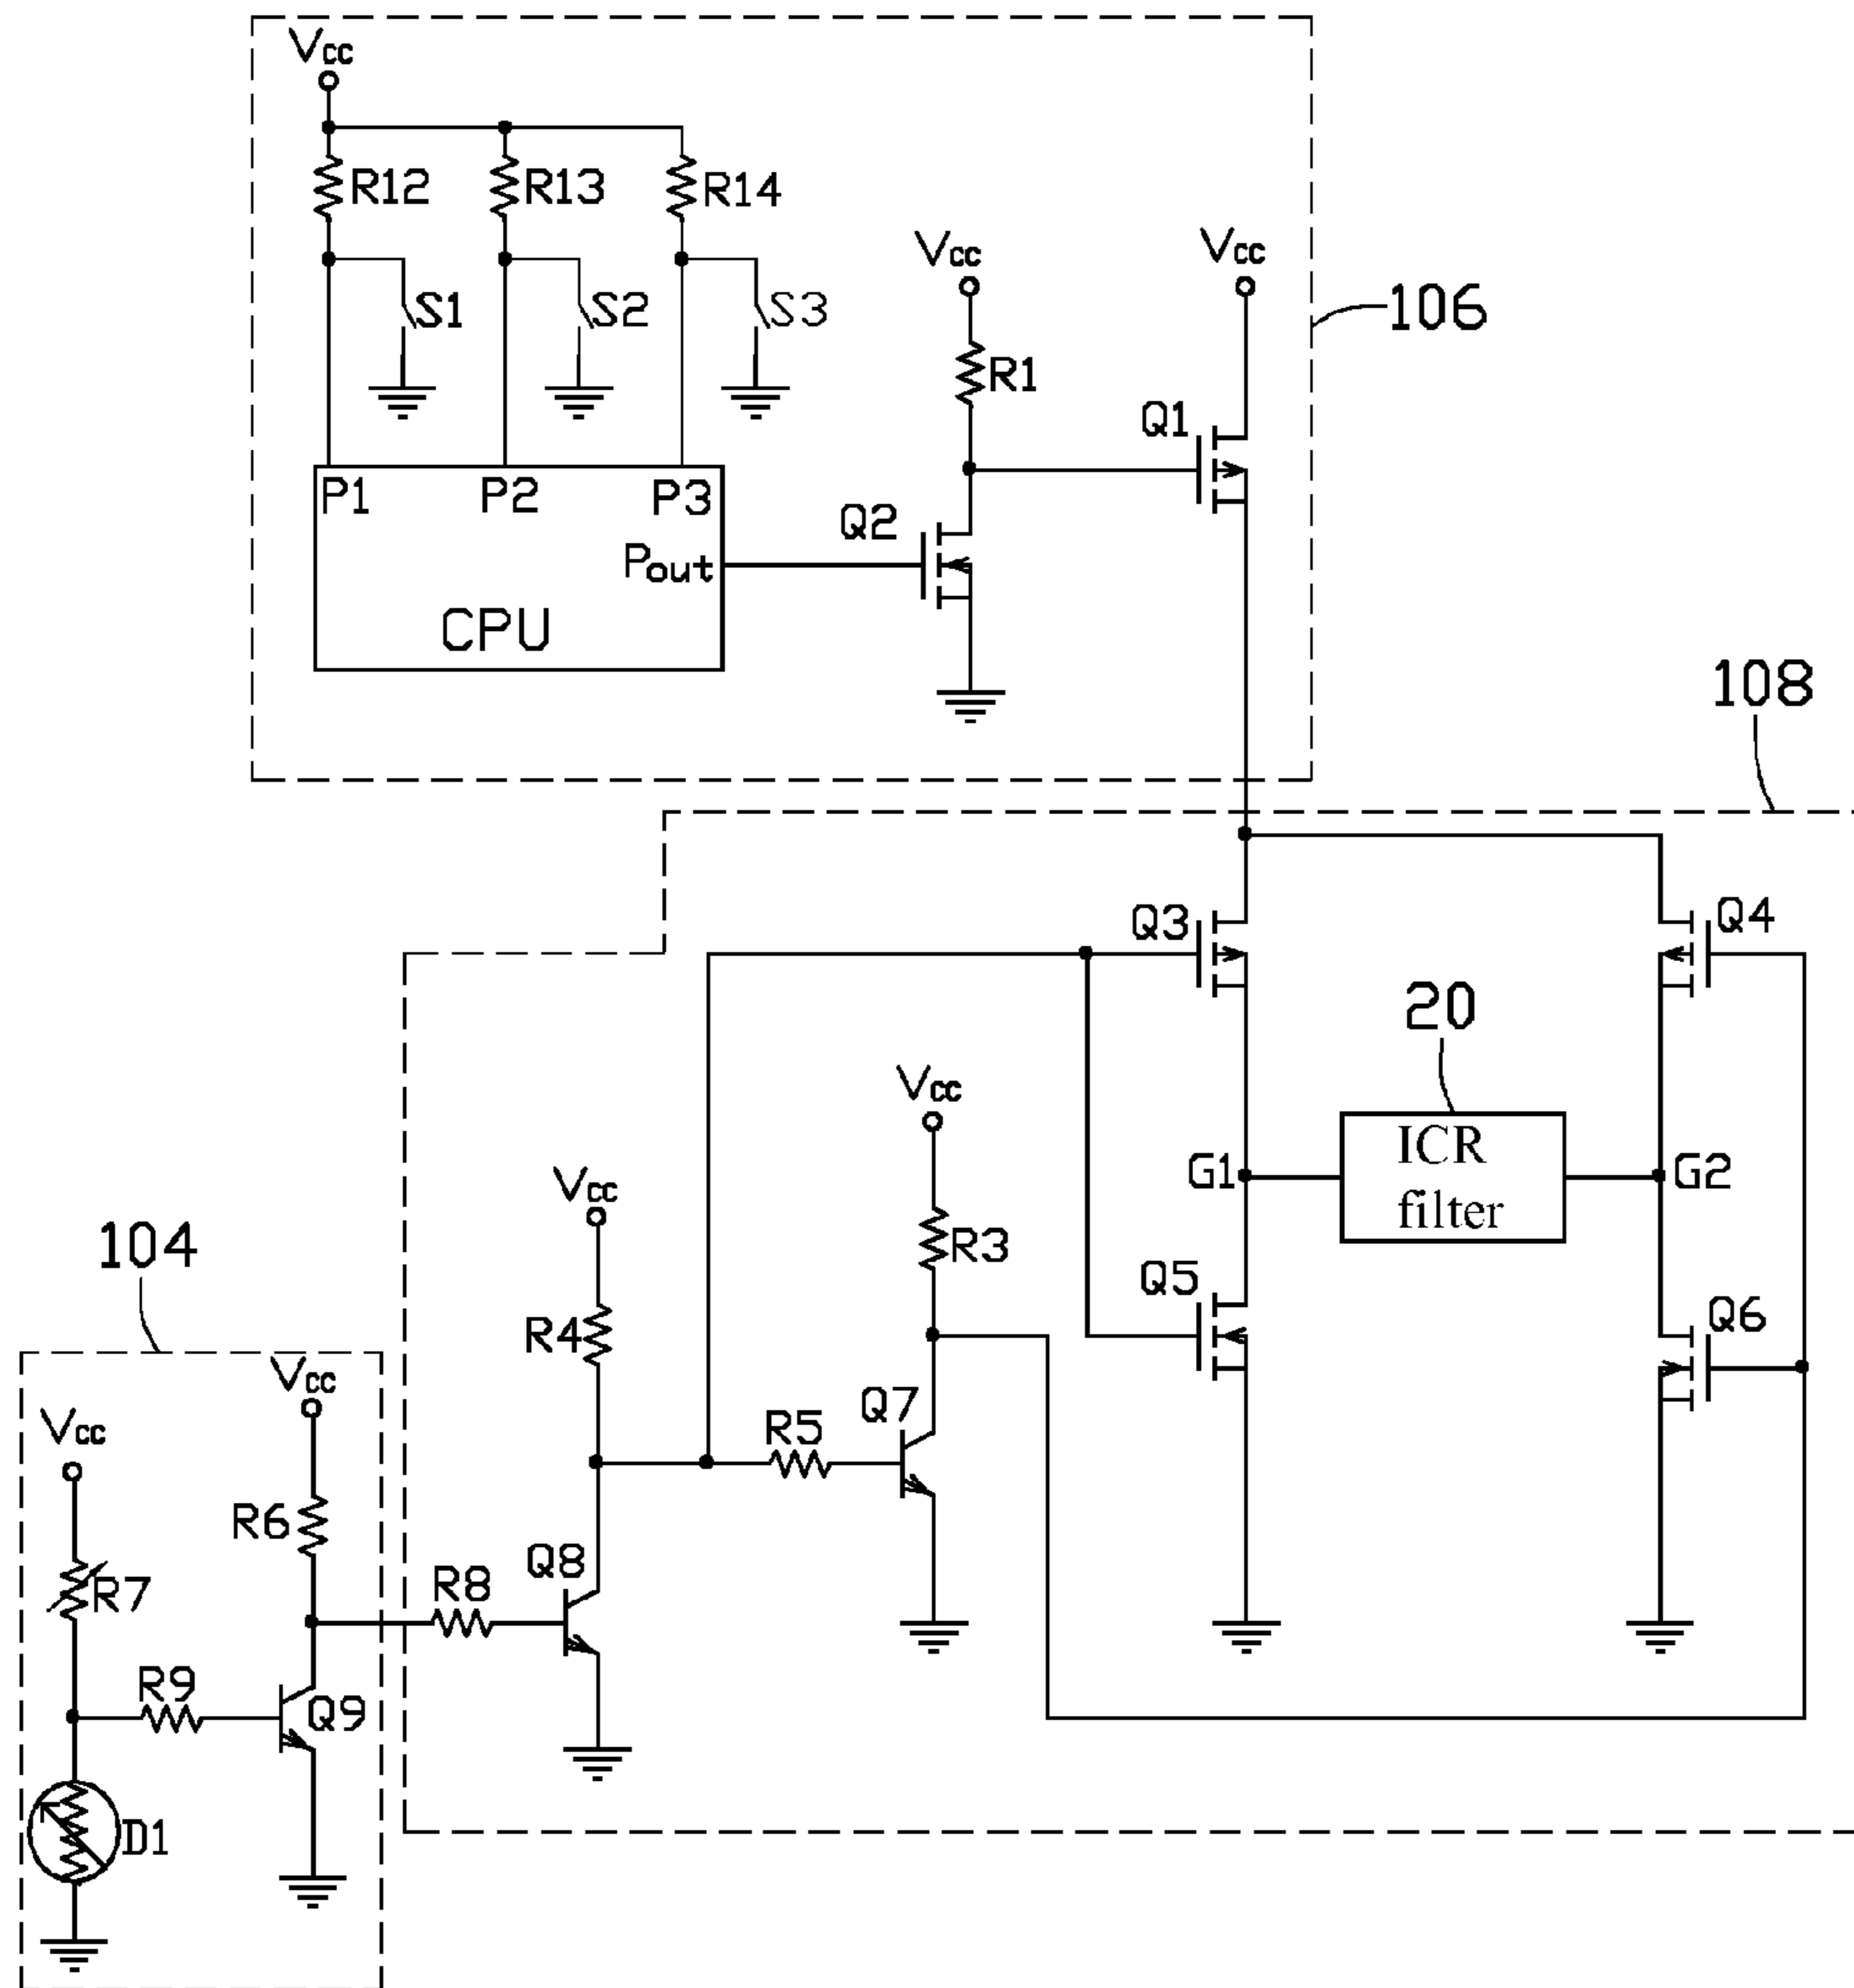 Vcc
R12 R13 R14
Vcc Vcc
S1 S2 S3
106
R1
Q1
P1 P2 P3
Q2
Pout
CPU
108
Q3 Q4
20
Vcc
ICR
filter
G1 G2
Vcc
104
R3
Q5 Q6
R4
Vcc
Vcc
Q7
R5
R6
Q8
R7
R8
R9
Q9
D1